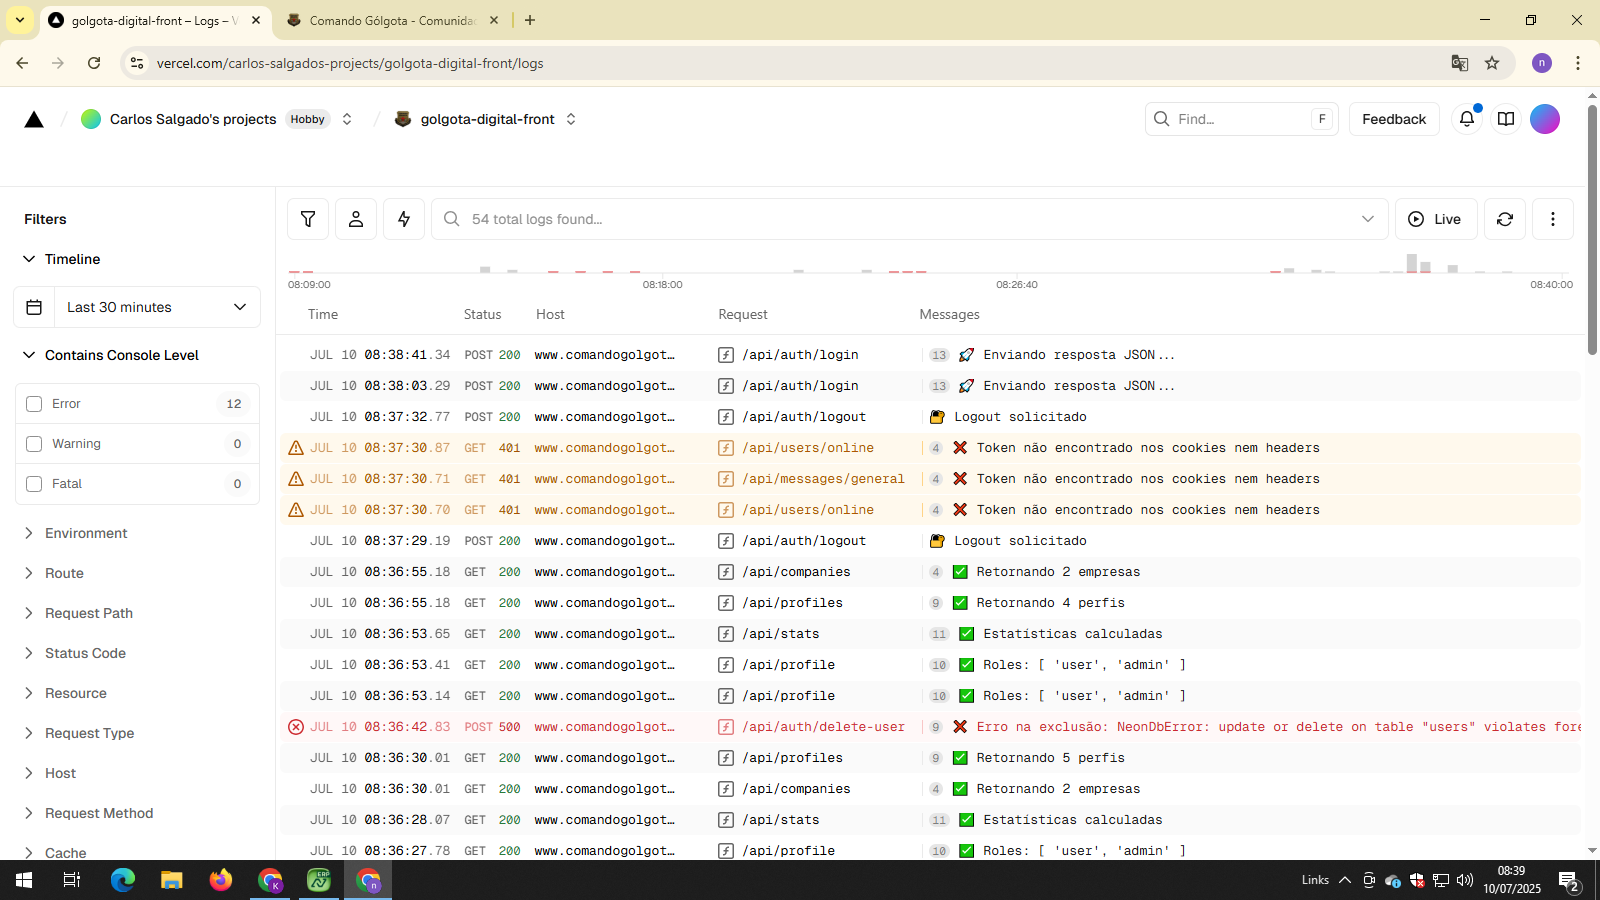 golgota-digital-front – Logs – V
Comando Gólgota - Comunidad
vercel.com/carlos-salgados-projects/golgota-digital-front/logs
n
Carlos Salgado's projects Hobby
golgota-digital-front
Find...
F
Feedback
Filters
54 total logs found...
Live
Timeline
Last 30 minutes
08:09:00 08:18:00 08:26:40 08:40:00
Time Status Host Request Messages
Contains Console Level
Error 12
Warning 0
Fatal 0
Environment
Route
Request Path
Status Code
Resource
Request Type
Host
Request Method
Cache
JUL 10 08:38:41.34 POST 200 www.comandogolgot… /api/auth/login 13 🚀 Enviando resposta JSON...
JUL 10 08:38:03.29 POST 200 www.comandogolgot… /api/auth/login 13 🚀 Enviando resposta JSON...
JUL 10 08:37:32.77 POST 200 www.comandogolgot… /api/auth/logout 🔐 Logout solicitado
JUL 10 08:37:30.87 GET 401 www.comandogolgot… /api/users/online 4 ❌ Token não encontrado nos cookies nem headers
JUL 10 08:37:30.71 GET 401 www.comandogolgot… /api/messages/general 4 ❌ Token não encontrado nos cookies nem headers
JUL 10 08:37:30.70 GET 401 www.comandogolgot… /api/users/online 4 ❌ Token não encontrado nos cookies nem headers
JUL 10 08:37:29.19 POST 200 www.comandogolgot… /api/auth/logout 🔐 Logout solicitado
JUL 10 08:36:55.18 GET 200 www.comandogolgot… /api/companies 4 ✅ Retornando 2 empresas
JUL 10 08:36:55.18 GET 200 www.comandogolgot… /api/profiles 9 ✅ Retornando 4 perfis
JUL 10 08:36:53.65 GET 200 www.comandogolgot… /api/stats 11 ✅ Estatísticas calculadas
JUL 10 08:36:53.41 GET 200 www.comandogolgot… /api/profile 10 ✅ Roles: [ 'user', 'admin' ]
JUL 10 08:36:53.14 GET 200 www.comandogolgot… /api/profile 10 ✅ Roles: [ 'user', 'admin' ]
JUL 10 08:36:42.83 POST 500 www.comandogolgot… /api/auth/delete-user 9 ❌ Erro na exclusão: NeonDbError: update or delete on table "users" violates fore
JUL 10 08:36:30.01 GET 200 www.comandogolgot… /api/profiles 9 ✅ Retornando 5 perfis
JUL 10 08:36:30.01 GET 200 www.comandogolgot… /api/companies 4 ✅ Retornando 2 empresas
JUL 10 08:36:28.07 GET 200 www.comandogolgot… /api/stats 11 ✅ Estatísticas calculadas
JUL 10 08:36:27.78 GET 200 www.comandogolgot… /api/profile 10 ✅ Roles: [ 'user', 'admin' ]
K
ERP
n
Links
08:39
10/07/2025
2